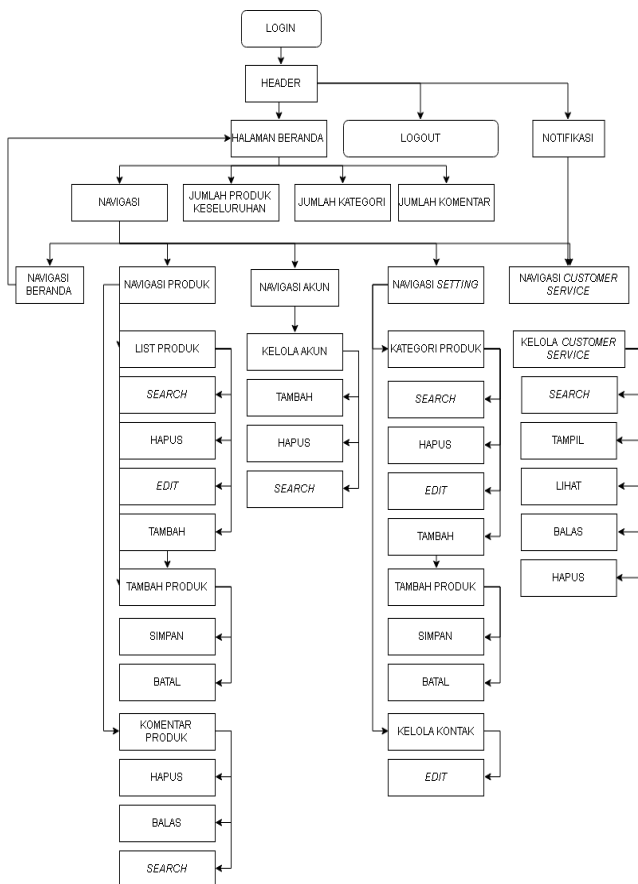 LOGIN
HEADER
HALAMAN BERANDA
LOGOUT
NOTIFIKASI
NAVIGASI
JUMLAH PRODUK
KESELURUHAN
JUMLAH KATEGORI
JUMLAH KOMENTAR
NAVIGASI
BERANDA
NAVIGASI PRODUK
NAVIGASI AKUN
NAVIGASI SETTING
NAVIGASI CUSTOMER
SERVICE
LIST PRODUK
SEARCH
HAPUS
EDIT
TAMBAH
TAMBAH PRODUK
SIMPAN
BATAL
KOMENTAR
PRODUK
HAPUS
BALAS
SEARCH
KELOLA AKUN
TAMBAH
HAPUS
SEARCH
KATEGORI PRODUK
SEARCH
HAPUS
EDIT
TAMBAH
TAMBAH PRODUK
SIMPAN
BATAL
KELOLA KONTAK
EDIT
KELOLA CUSTOMER
SERVICE
SEARCH
TAMPIL
LIHAT
BALAS
HAPUS